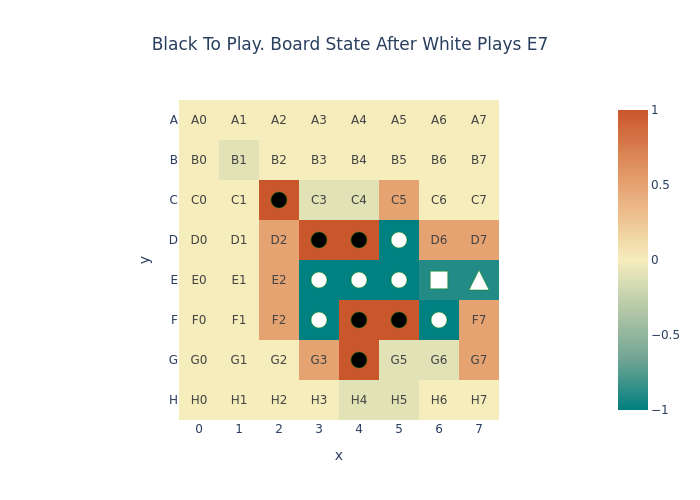 Black To Play. Board State After White Plays E7
A A0 A1 A2 A3 A4 A5 A6 A7
B B0 B1 B2 B3 B4 B5 B6 B7
C C0 C1 C3 C4 C5 C6 C7
D D0 D1 D2 D6 D7
E E0 E1 E2
F F0 F1 F2 F7
G G0 G1 G2 G3 G5 G6 G7
H H0 H1 H2 H3 H4 H5 H6 H7
0 1 2 3 4 5 6 7
x
y
1
0.5
0
−0.5
−1